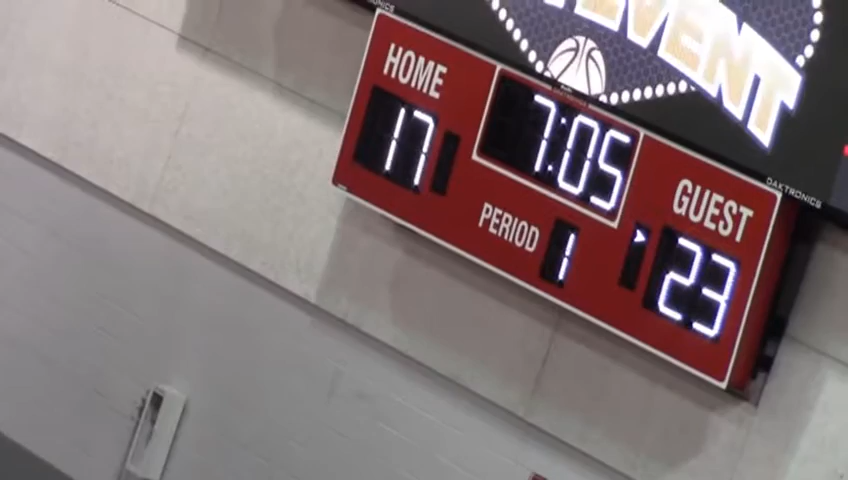 EVENT
HOME
17
7:05
PERIOD
1
GUEST
23
DAKTRONICS